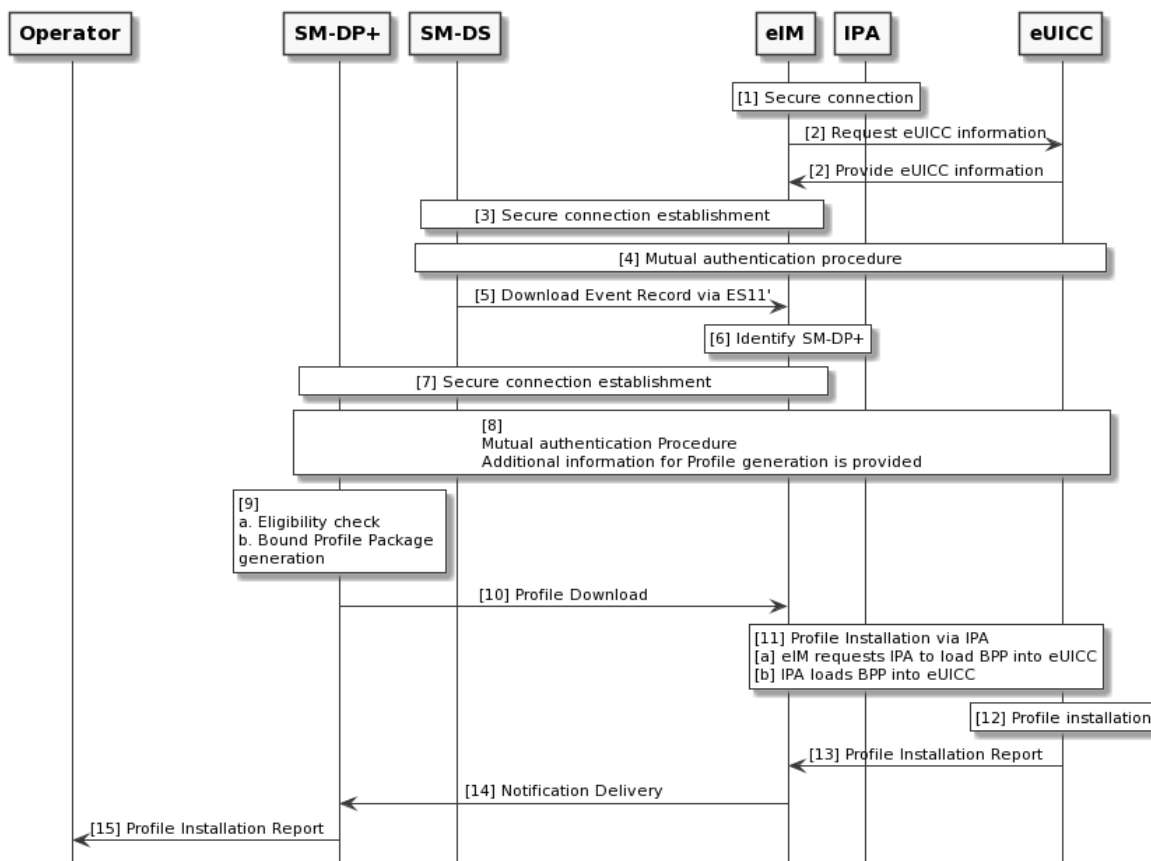 Operator SM-DP+ SM-DS eIM IPA eUICC
[1] Secure connection
[2] Request eUICC information
[2] Provide eUICC information
[3] Secure connection establishment
[4] Mutual authentication procedure
[5] Download Event Record via ES11'
[6] Identify SM-DP+
[7] Secure connection establishment
[8]
Mutual authentication Procedure
Additional information for Profile generation is provided
[9]
a. Eligibility check
b. Bound Profile Package
generation
[10] Profile Download
[11] Profile Installation via IPA
[a] eIM requests IPA to load BPP into eUICC
[b] IPA loads BPP into eUICC
[12] Profile installation
[13] Profile Installation Report
[14] Notification Delivery
[15] Profile Installation Report